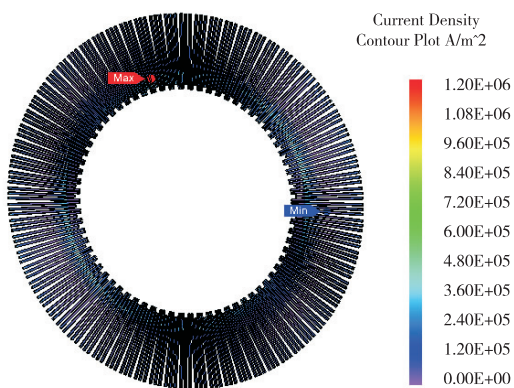 Current Density
Contour Plot A/m^2
Max
Min
1.20E+06
1.08E+06
9.60E+05
8.40E+05
7.20E+05
6.00E+05
4.80E+05
3.60E+05
2.40E+05
1.20E+05
0.00E+00